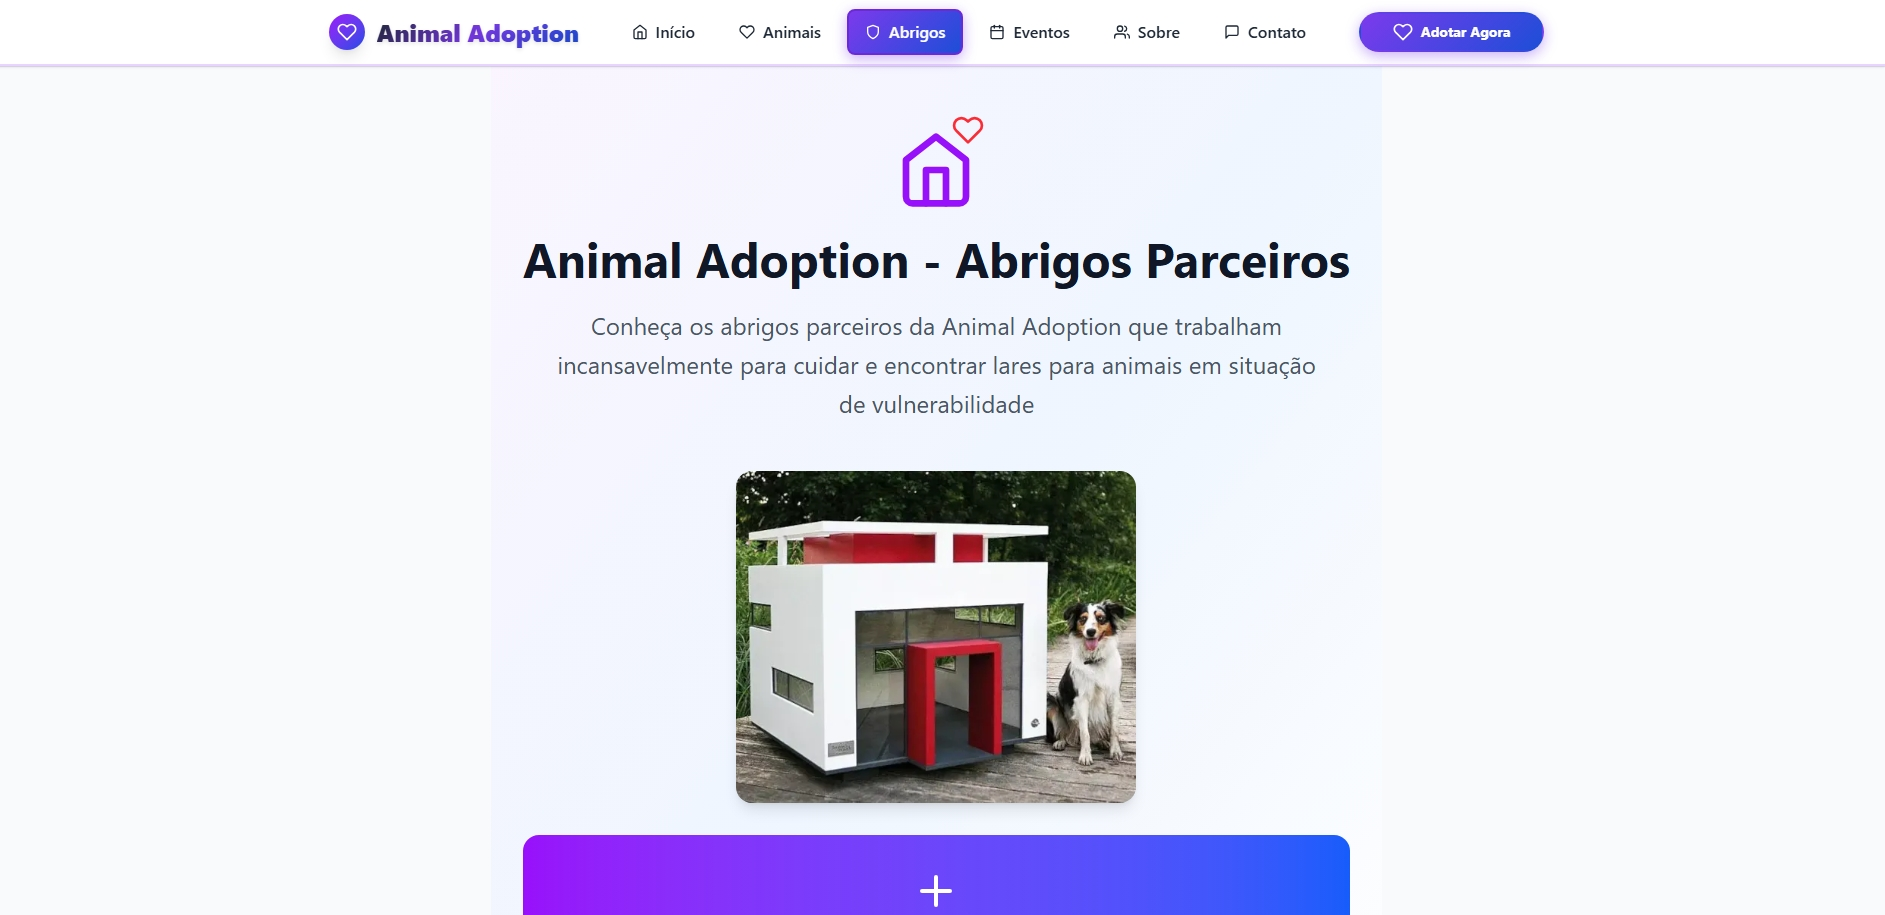 Animal Adoption
Início
Animais
Abrigos
Eventos
Sobre
Contato
Adotar Agora
Animal Adoption - Abrigos Parceiros
Conheça os abrigos parceiros da Animal Adoption que trabalham
incansavelmente para cuidar e encontrar lares para animais em situação
de vulnerabilidade